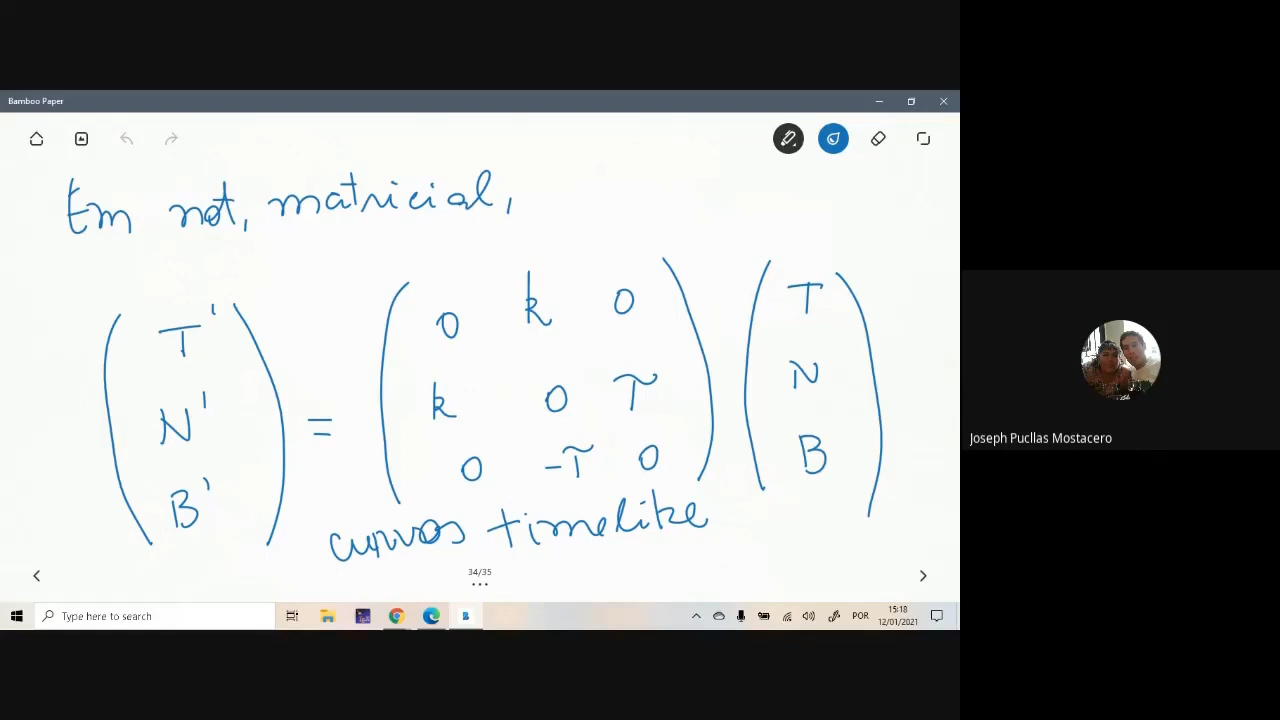 Bamboo Paper
Em not, matricial,
T' 0 k 0 T
N' = k 0 τ N
B' 0 -τ 0 B
curvas timelike
34/35
Joseph Pucllas Mostacero
Type here to search
POR
15:18
12/01/2021